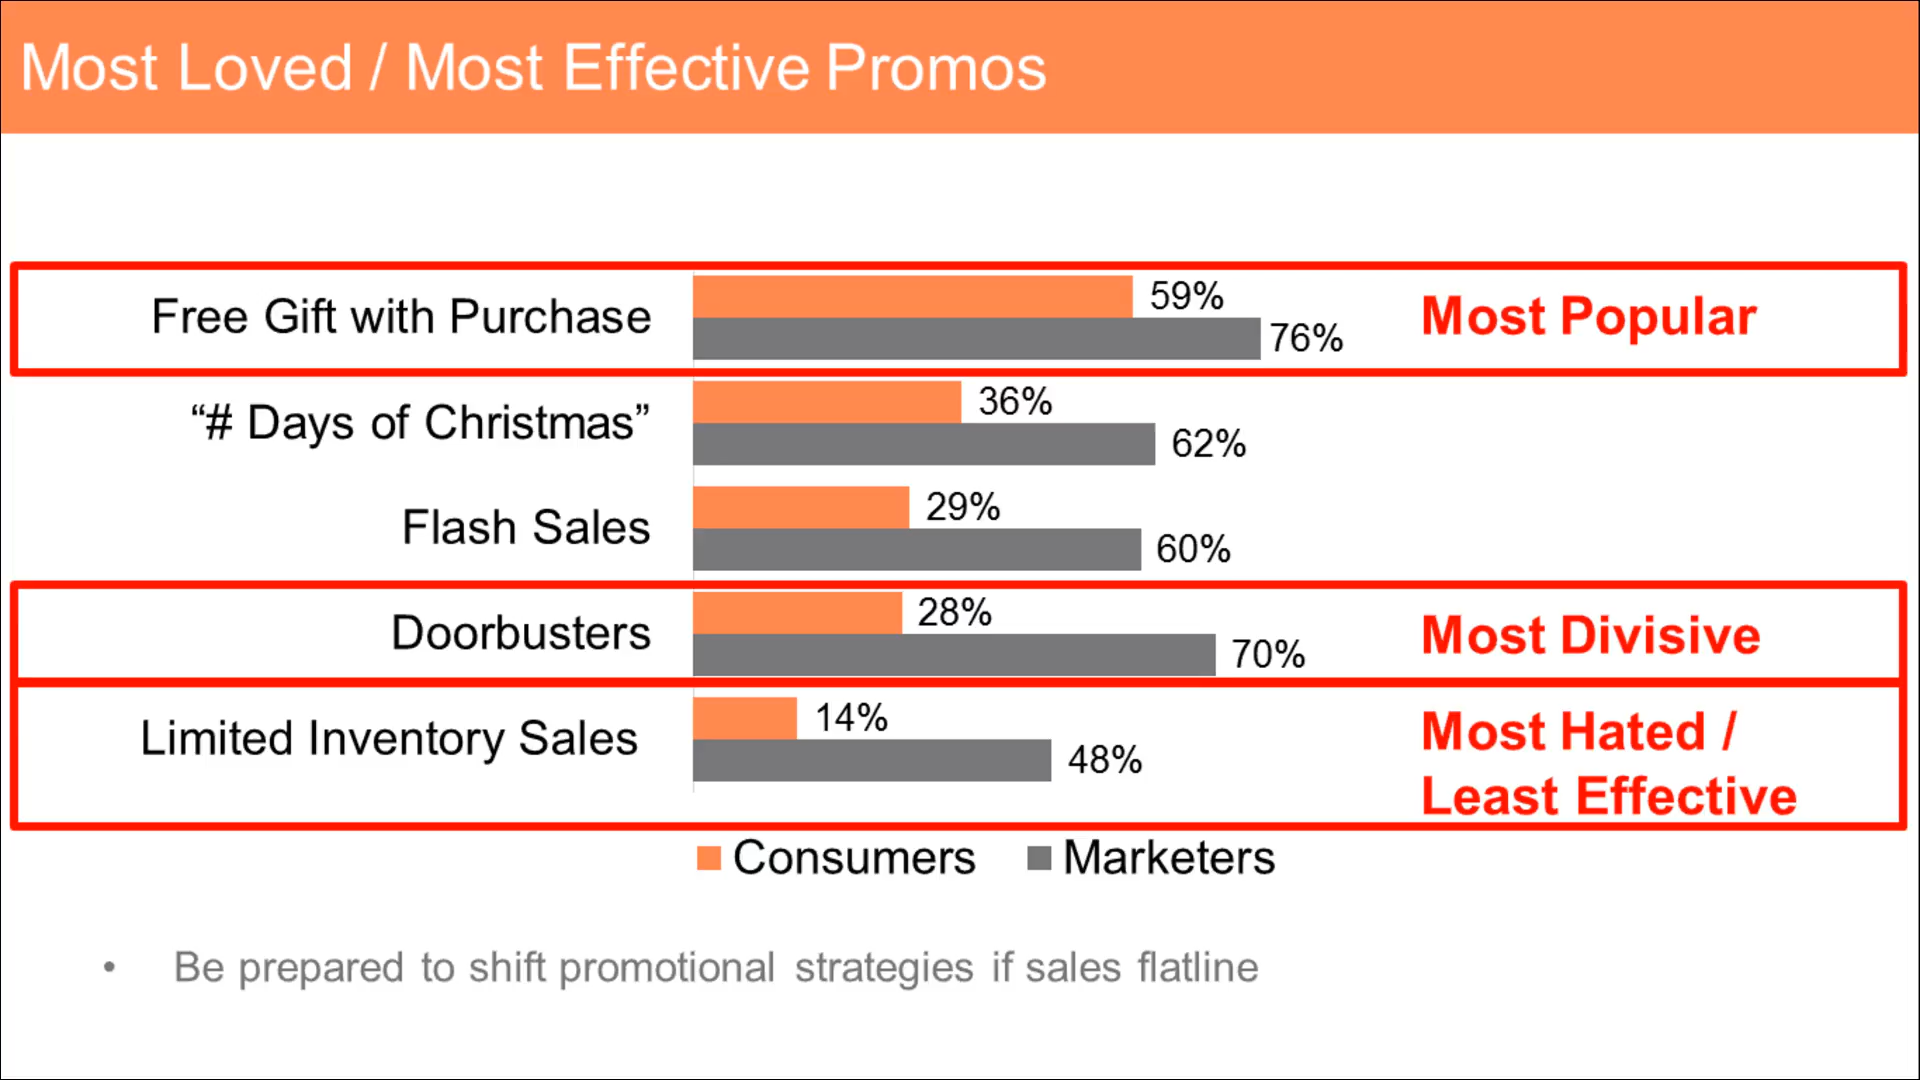 Most Loved / Most Effective Promos
Free Gift with Purchase
59%
76%
Most Popular
“# Days of Christmas”
36%
62%
Flash Sales
29%
60%
Doorbusters
28%
70%
Most Divisive
Limited Inventory Sales
14%
48%
Most Hated /
Least Effective
Consumers
Marketers
• Be prepared to shift promotional strategies if sales flatline